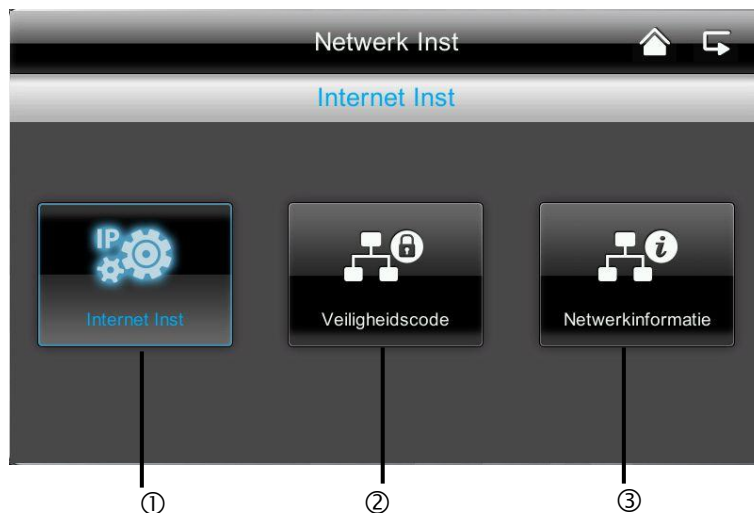 Netwerk Inst
Internet Inst
IP
Internet Inst
Veiligheidscode
i
Netwerkinformatie
① ② ③